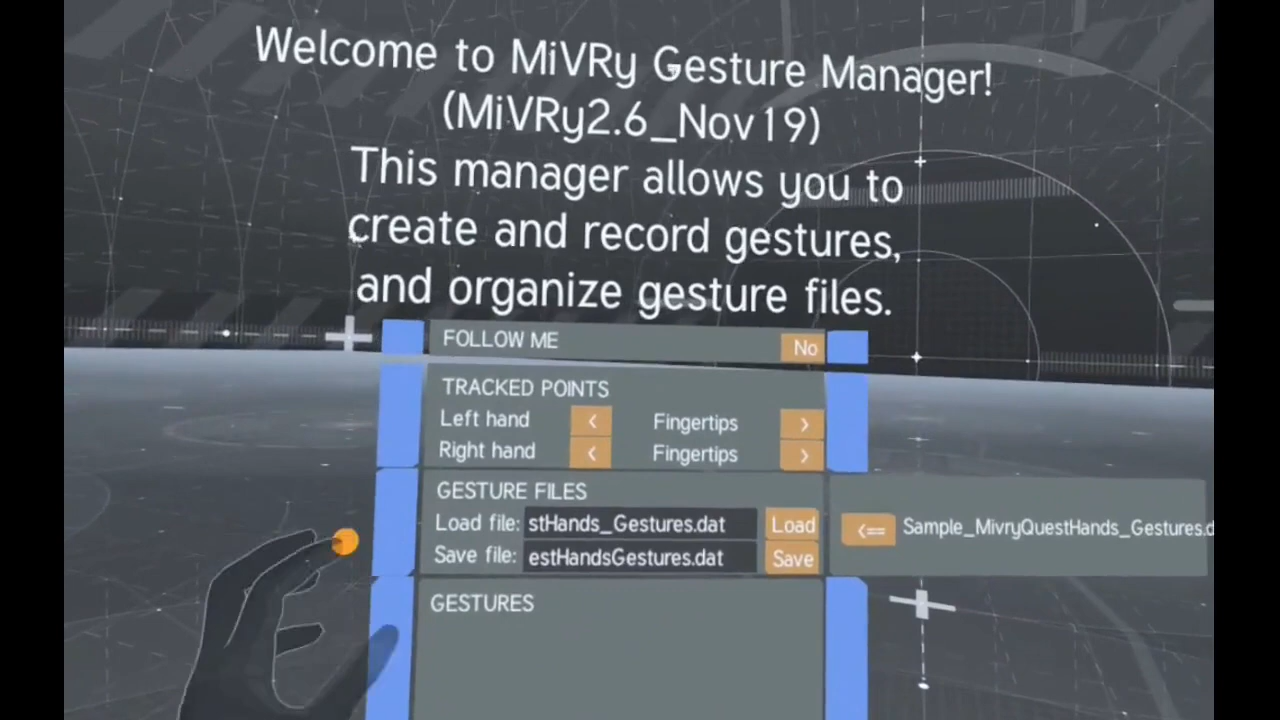 Welcome to MiVRy Gesture Manager!
(MiVRy2.6_Nov19)
This manager allows you to
create and record gestures,
and organize gesture files.
FOLLOW ME No
TRACKED POINTS
Left hand < Fingertips >
Right hand < Fingertips >
GESTURE FILES
Load file: stHands_Gestures.dat Load <== Sample_MivryQuestHands_Gestures.d
Save file: estHandsGestures.dat Save
GESTURES